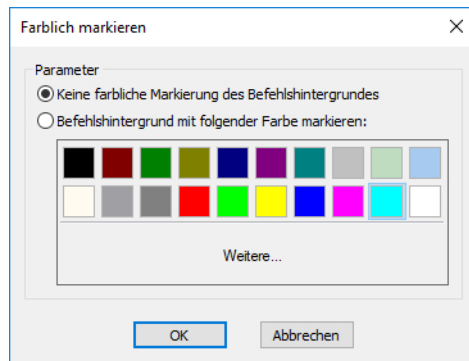 Farblich markieren
Parameter
Keine farbliche Markierung des Befehlshintergrundes
Befehlshintergrund mit folgender Farbe markieren:
Weitere...
OK
Abbrechen